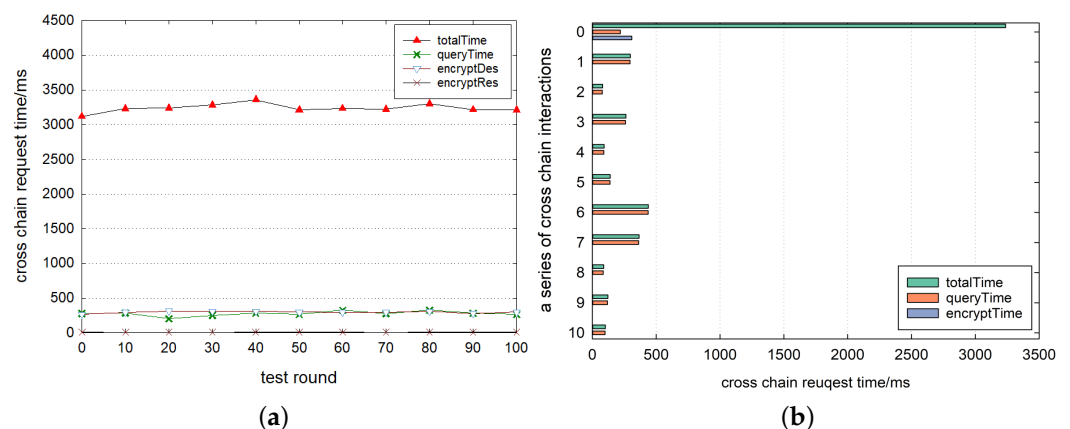 4500
4000
3500
3000
2500
2000
1500
1000
500
0
cross chain request time/ms
0 10 20 30 40 50 60 70 80 90 100
test round
totalTime
queryTime
encryptDes
encryptRes
(a)
a series of cross chain interactions
0
1
2
3
4
5
6
7
8
9
10
totalTime
queryTime
encryptTime
0 500 1000 1500 2000 2500 3000 3500
cross chain reuqest time/ms
(b)